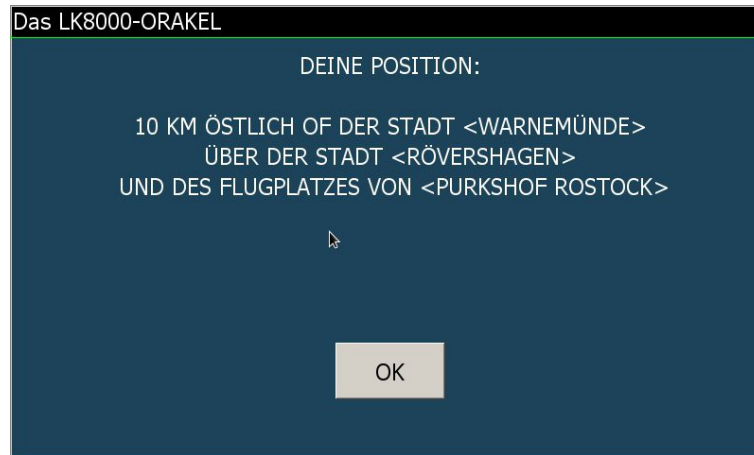 Das LK8000-ORAKEL
DEINE POSITION:
10 KM ÖSTLICH OF DER STADT <WARNEMÜNDE>
ÜBER DER STADT <RÖVERSHAGEN>
UND DES FLUGPLATZES VON <PURKSHOF ROSTOCK>
OK